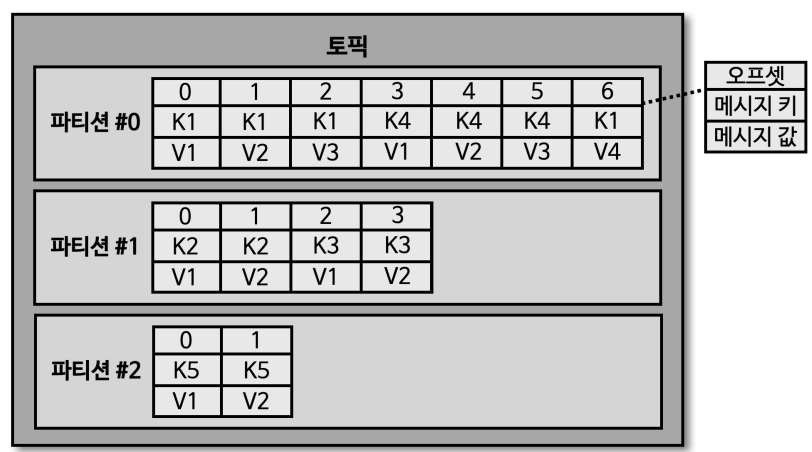 토픽
파티션 #0
0 1 2 3 4 5 6
K1 K1 K1 K4 K4 K4 K1
V1 V2 V3 V1 V2 V3 V4
오프셋
메시지 키
메시지 값
파티션 #1
0 1 2 3
K2 K2 K3 K3
V1 V2 V1 V2
파티션 #2
0 1
K5 K5
V1 V2